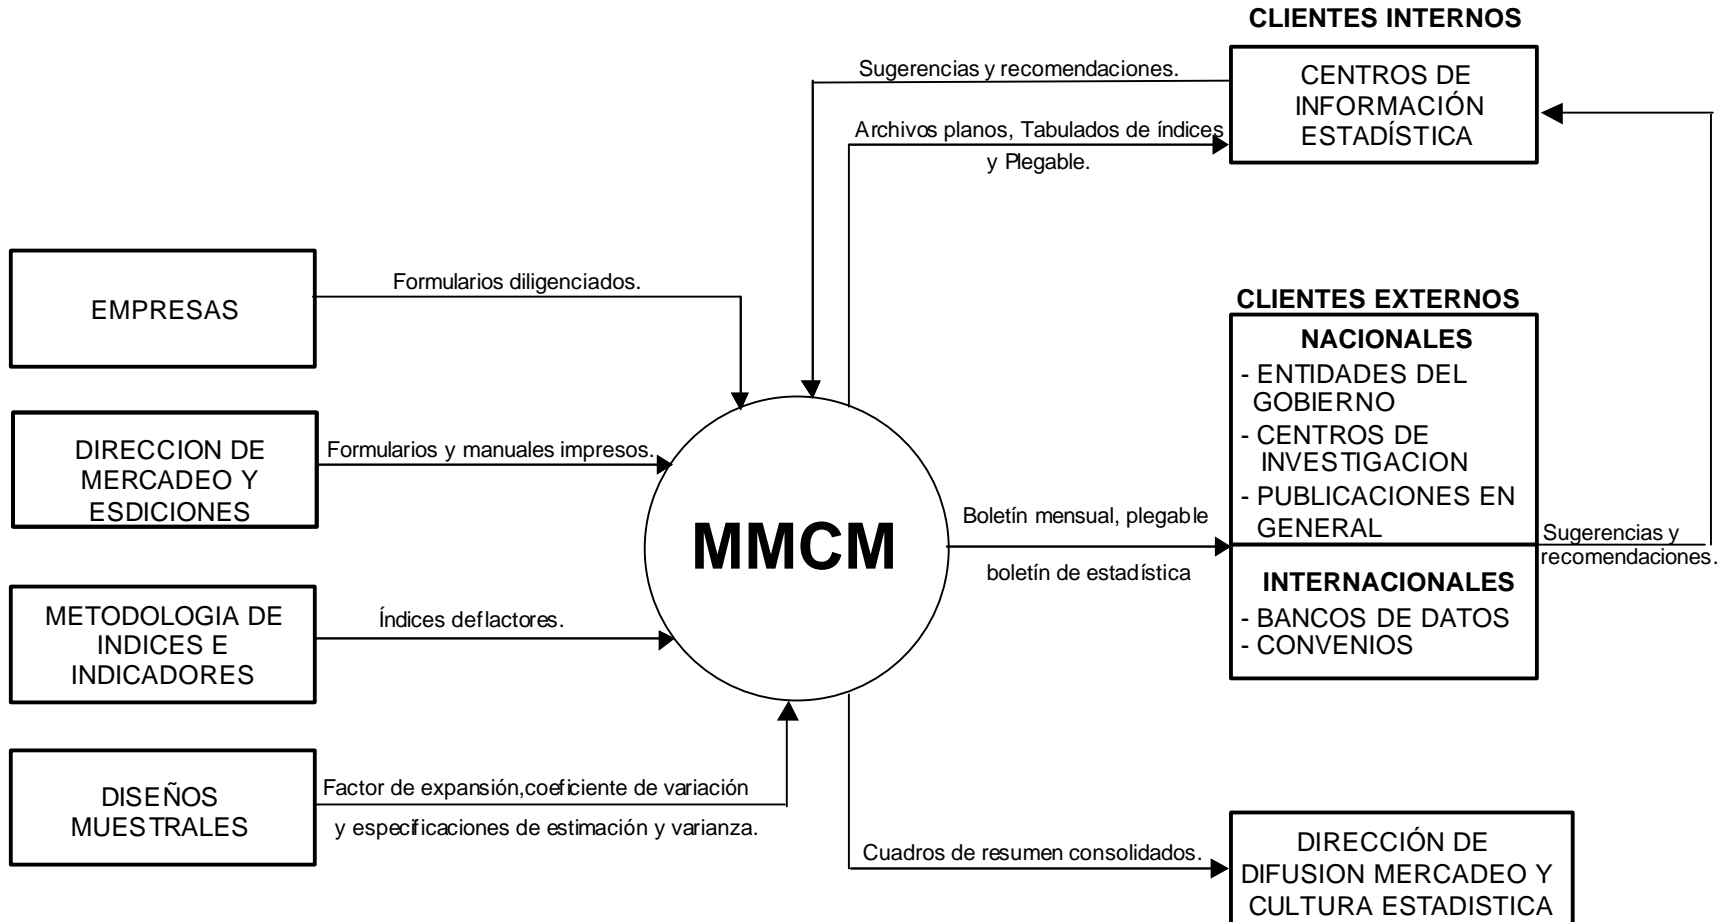 CLIENTES INTERNOS
CENTROS DE
INFORMACIÓN
ESTADÍSTICA
Sugerencias y recomendaciones.
Archivos planos, Tabulados de índices
y Plegable.
EMPRESAS
Formularios diligenciados.
DIRECCION DE
MERCADEO Y
ESDICIONES
Formularios y manuales impresos.
METODOLOGIA DE
INDICES E
INDICADORES
Índices deflactores.
DISEÑOS
MUESTRALES
Factor de expansión,coeficiente de variación
y especificaciones de estimación y varianza.
MMCM
Boletín mensual, plegable
boletín de estadística
CLIENTES EXTERNOS
NACIONALES
- ENTIDADES DEL
GOBIERNO
- CENTROS DE
INVESTIGACION
- PUBLICACIONES EN
GENERAL
INTERNACIONALES
- BANCOS DE DATOS
- CONVENIOS
Sugerencias y
recomendaciones.
Cuadros de resumen consolidados.
DIRECCIÓN DE
DIFUSION MERCADEO Y
CULTURA ESTADISTICA